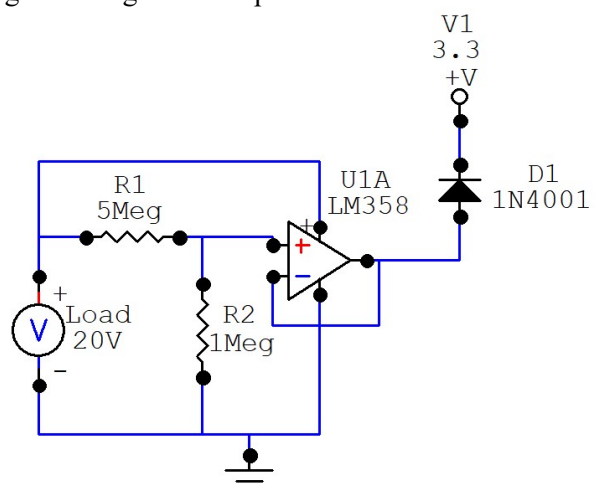 V1
3.3
+V
D1
1N4001
U1A
LM358
R1
5Meg
+
+
−
+
Load
20V
V
−
R2
1Meg